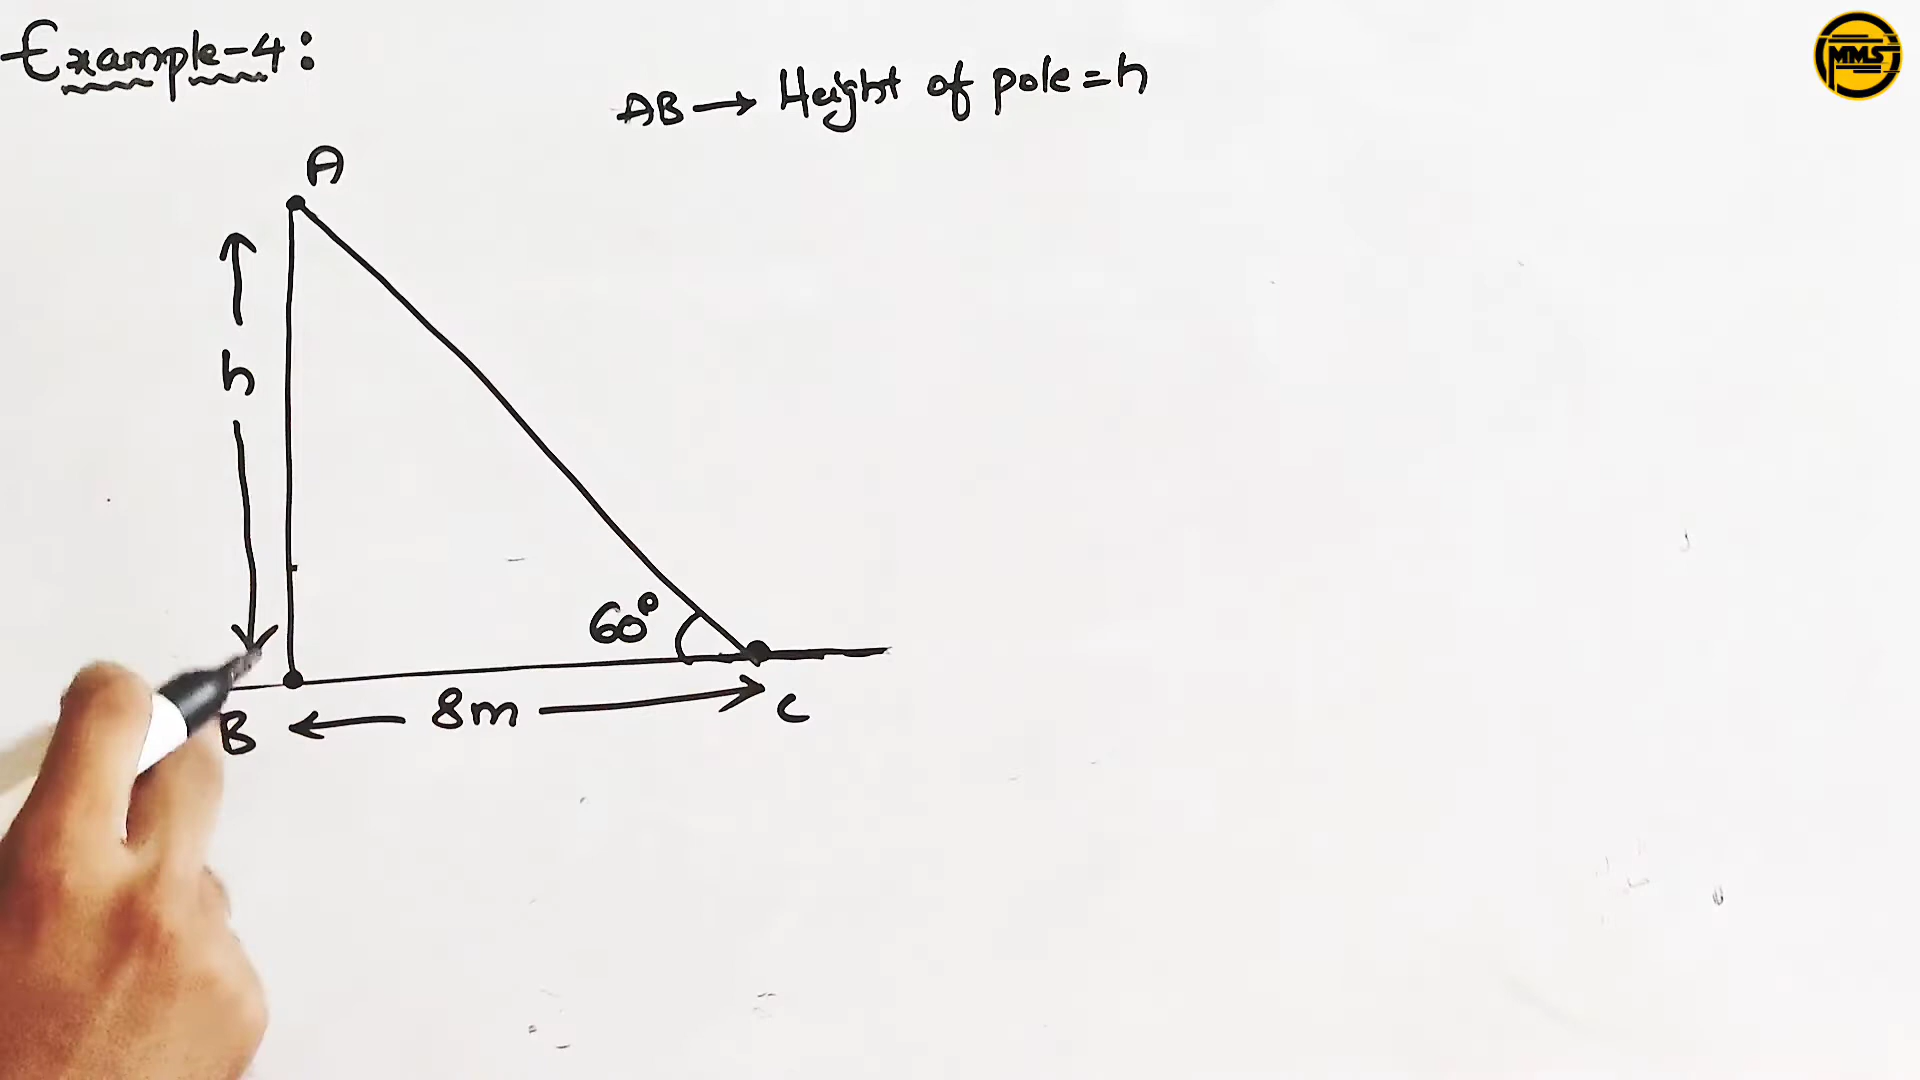 Example-4:
MMS
AB → Height of pole = h
A
h
60°
B
8m
C